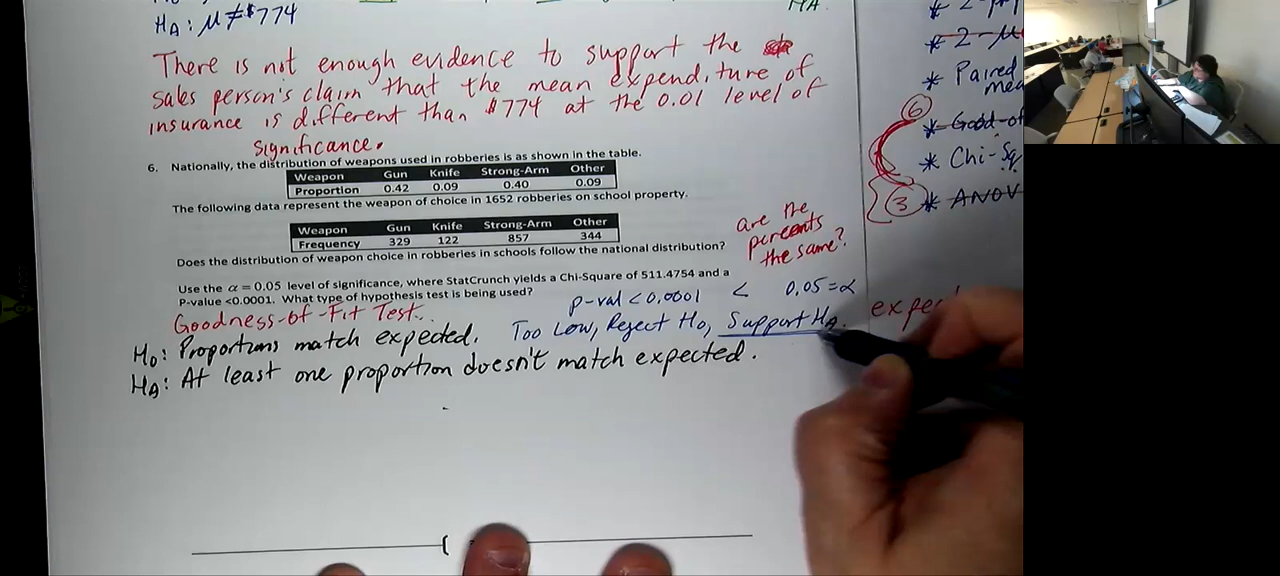 HA: μ ≠ $774
HA
There is not enough evidence to support the
sales person's claim that the mean expenditure of
insurance is different than $774 at the 0.01 level of
significance.
6. Nationally, the distribution of weapons used in robberies is as shown in the table.
Weapon Gun Knife Strong-Arm Other
Proportion 0.42 0.09 0.40 0.09
The following data represent the weapon of choice in 1652 robberies on school property.
Weapon Gun Knife Strong-Arm Other
Frequency 329 122 857 344
Does the distribution of weapon choice in robberies in schools follow the national distribution?
are the
percents
the same?
Use the α = 0.05 level of significance, where StatCrunch yields a Chi-Square of 511.4754 and a
P-value <0.0001. What type of hypothesis test is being used?
p-val < 0.0001 < 0.05 = α
Goodness-of-Fit Test.
Too Low, Reject Ho, Support HA.
Ho: Proportions match expected.
HA: At least one proportion doesn't match expected.
* 2-μ
* Paired
* Good-of
* Chi-Sq
* ANOV
6
3